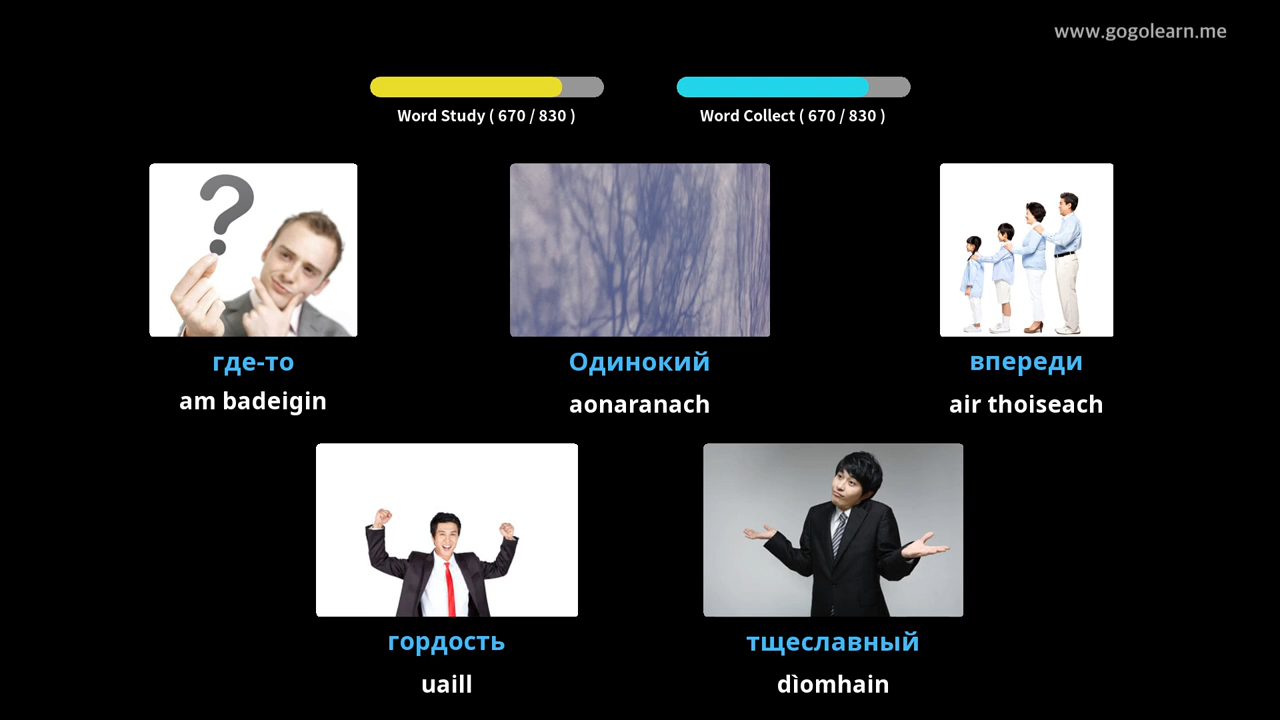 www.gogolearn.me
Word Study ( 670 / 830 )
Word Collect ( 670 / 830 )
где-то
am badeigin
Одинокий
aonaranach
впереди
air thoiseach
гордость
uaill
тщеславный
dìomhain